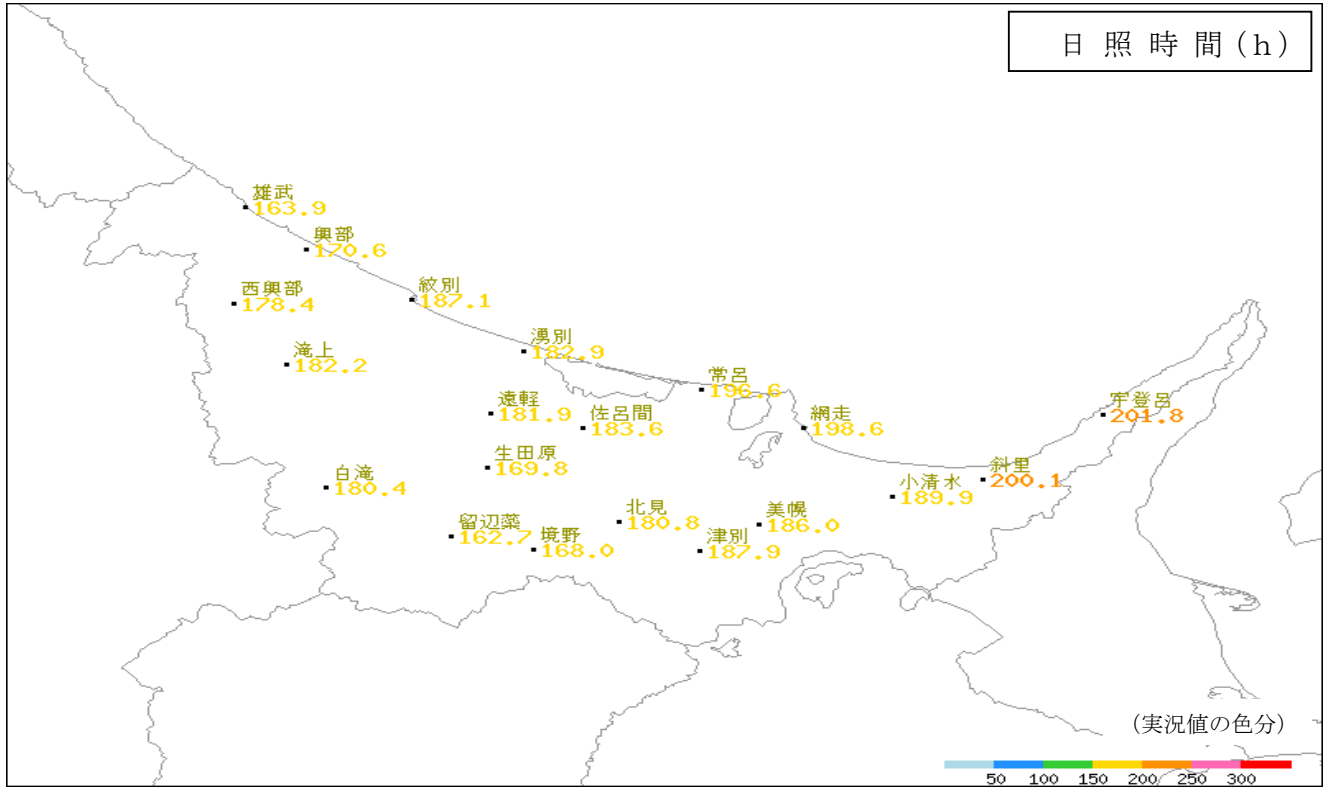 日 照 時 間 (ｈ)
雄武
163.9
興部
170.6
西興部
178.4
紋別
187.1
滝上
182.2
湧別
182.9
常呂
196.6
遠軽
181.9
佐呂間
183.6
網走
198.6
宇登呂
201.8
生田原
169.8
白滝
180.4
斜里
200.1
小清水
189.9
留辺蘂
162.7
境野
168.0
北見
180.8
美幌
186.0
津別
187.9
(実況値の色分)
50 100 150 200 250 300